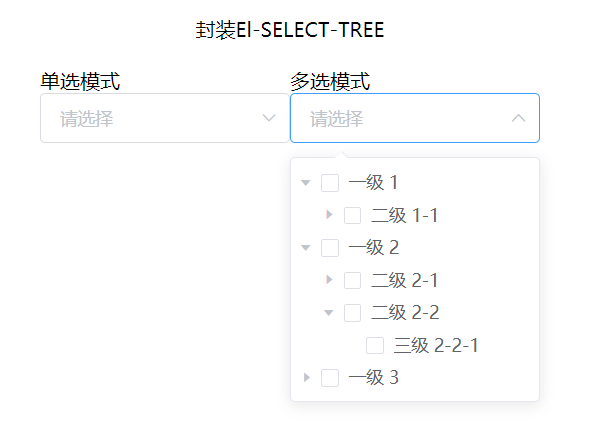 封装El-SELECT-TREE
单选模式 多选模式
请选择 请选择
一级 1
二级 1-1
一级 2
二级 2-1
二级 2-2
三级 2-2-1
一级 3